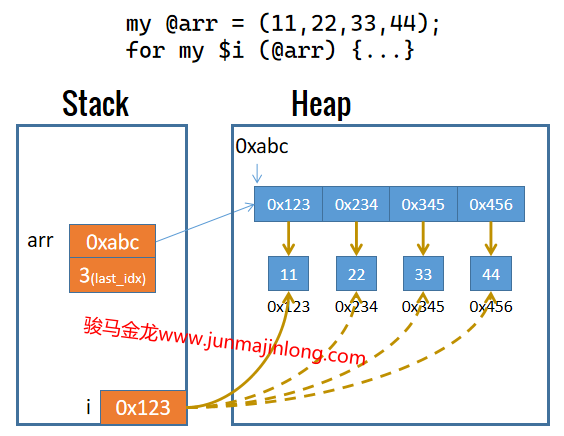 my @arr = (11,22,33,44);
for my $i (@arr) {...}
Stack
Heap
0xabc
0x123 0x234 0x345 0x456
arr 0xabc
3(last_idx)
11 22 33 44
0x123 0x234 0x345 0x456
骏马金龙www.junmajinlong.com
i 0x123